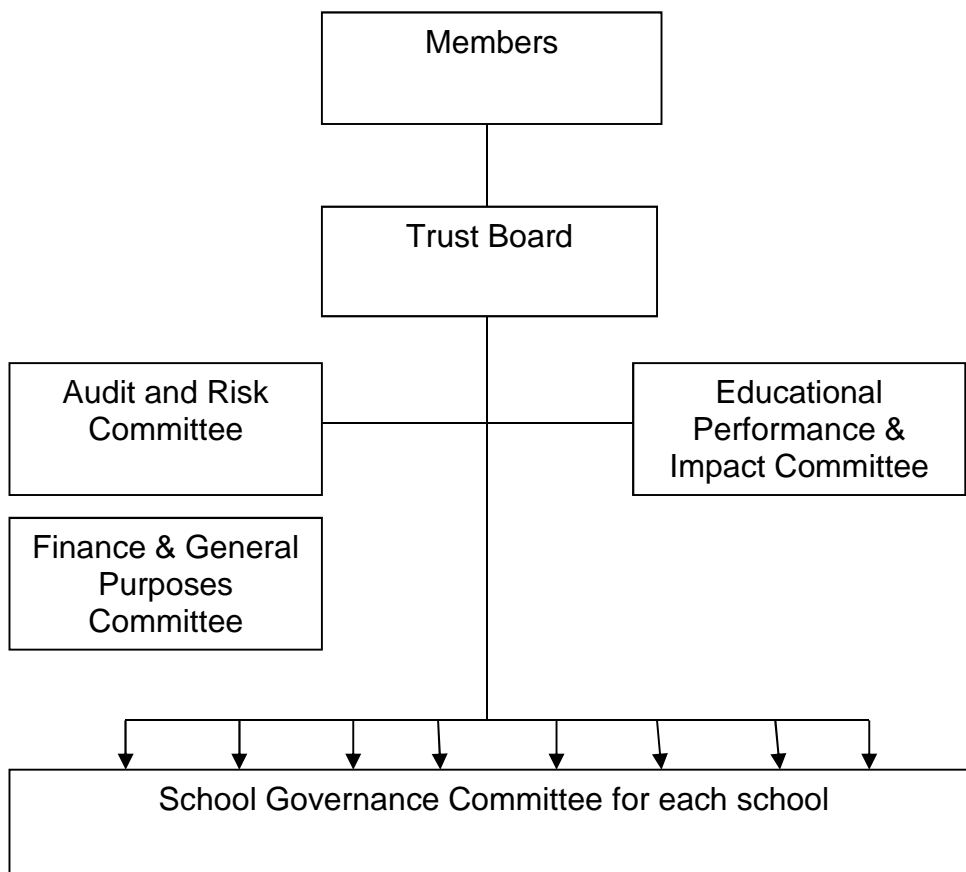 Members
Trust Board
Audit and Risk
Committee
Educational
Performance &
Impact Committee
Finance & General
Purposes
Committee
School Governance Committee for each school